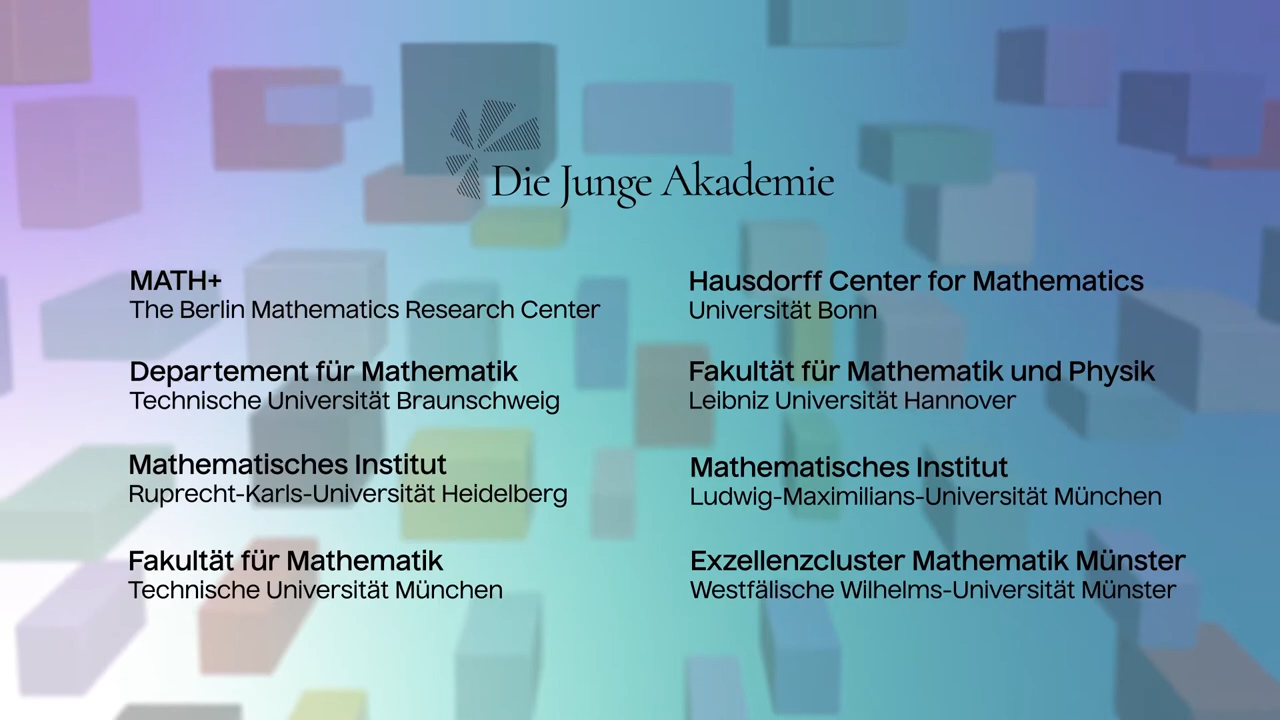 Die Junge Akademie
MATH+
The Berlin Mathematics Research Center
Departement für Mathematik
Technische Universität Braunschweig
Mathematisches Institut
Ruprecht-Karls-Universität Heidelberg
Fakultät für Mathematik
Technische Universität München
Hausdorff Center for Mathematics
Universität Bonn
Fakultät für Mathematik und Physik
Leibniz Universität Hannover
Mathematisches Institut
Ludwig-Maximilians-Universität München
Exzellenzcluster Mathematik Münster
Westfälische Wilhelms-Universität Münster